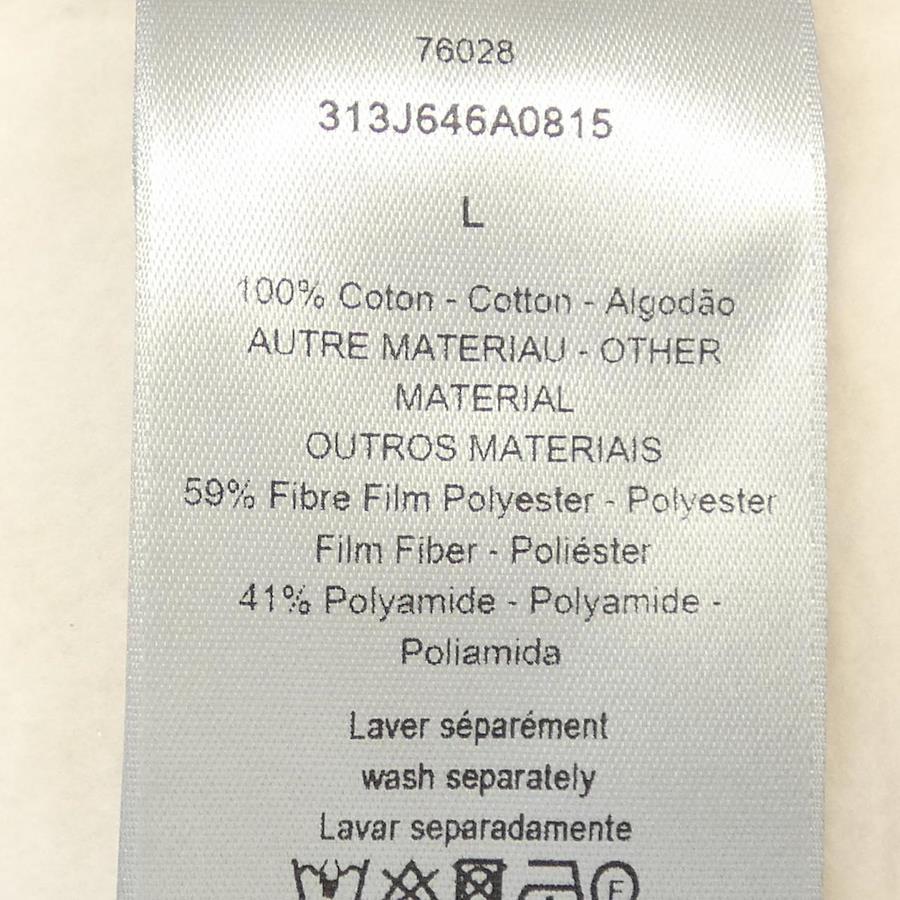 76028
313J646A0815
L
100% Coton - Cotton - Algodão
AUTRE MATERIAU - OTHER
MATERIAL
OUTROS MATERIAIS
59% Fibre Film Polyester - Polyester
Film Fiber - Poliéster
41% Polyamide - Polyamide -
Poliamida
Laver séparément
wash separately
Lavar separadamente
F